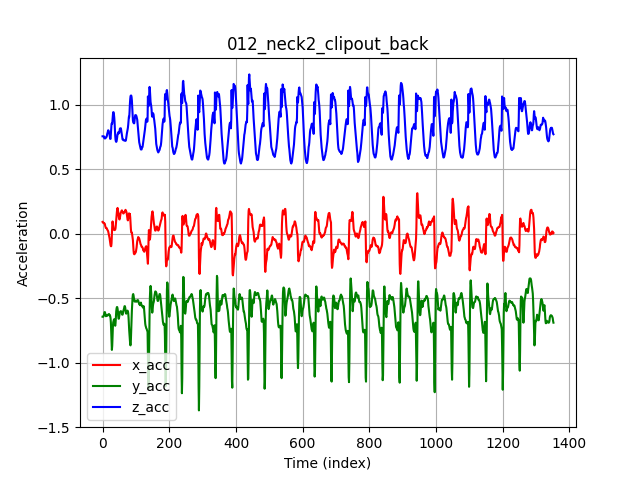 012_neck2_clipout_back
1.0
0.5
0.0
−0.5
−1.0
−1.5
Acceleration
x_acc
y_acc
z_acc
0 200 400 600 800 1000 1200 1400
Time (index)